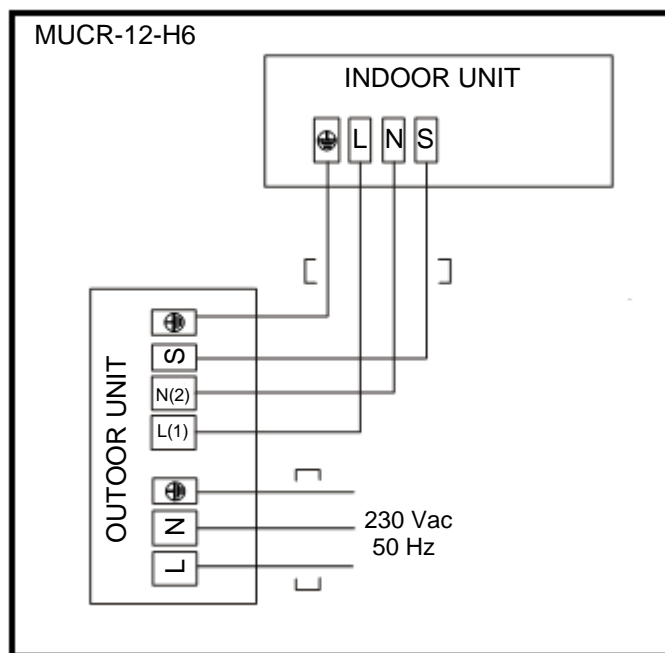 MUCR-12-H6
INDOOR UNIT
L N S
OUTOOR UNIT
S
N(2)
L(1)
N
L
230 Vac
50 Hz